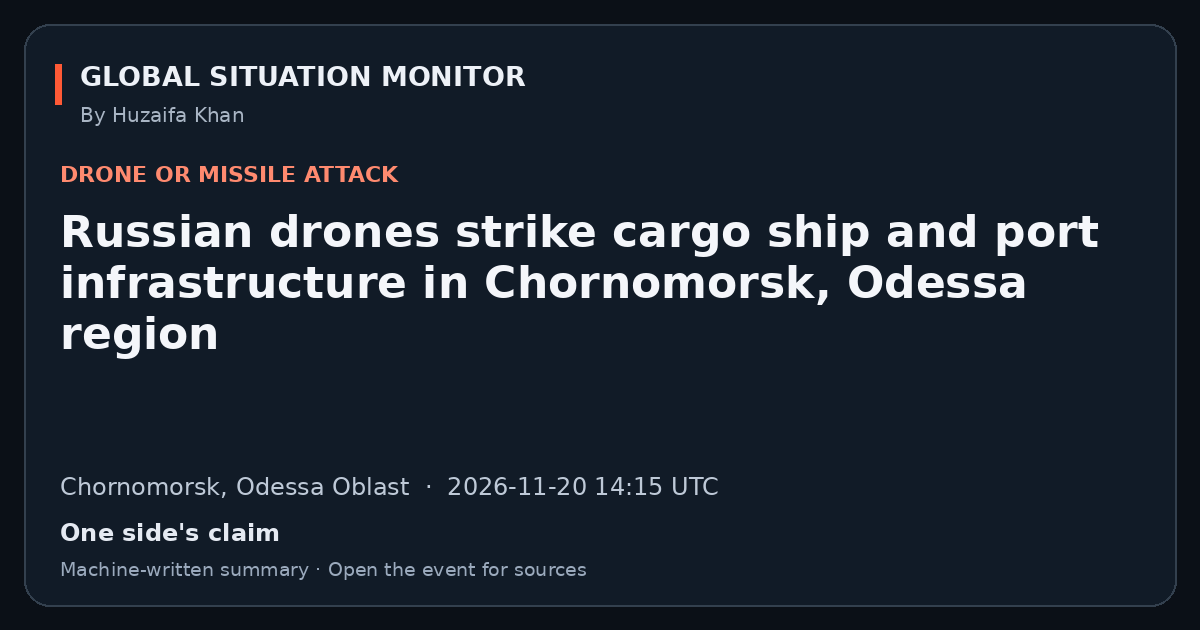 GLOBAL SITUATION MONITOR
By Huzaifa Khan
DRONE OR MISSILE ATTACK
Russian drones strike cargo ship and port
infrastructure in Chornomorsk, Odessa
region
Chornomorsk, Odessa Oblast · 2026-11-20 14:15 UTC
One side's claim
Machine-written summary · Open the event for sources